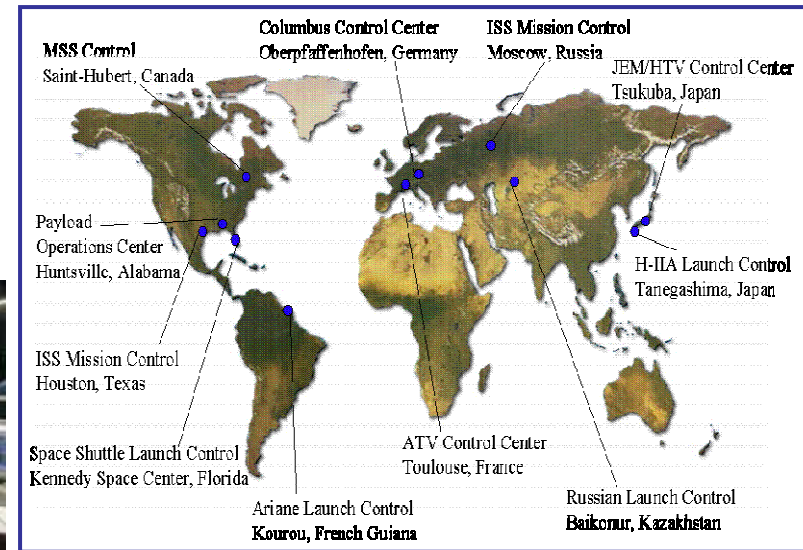 Columbus Control Center
Oberpfaffenhofen, Germany
ISS Mission Control
Moscow, Russia
MSS Control
Saint-Hubert, Canada
JEM/HTV Control Center
Tsukuba, Japan
Payload
Operations Center
Huntsville, Alabama
H-IIA Launch Control
Tanegashima, Japan
ISS Mission Control
Houston, Texas
Space Shuttle Launch Control
Kennedy Space Center, Florida
ATV Control Center
Toulouse, France
Ariane Launch Control
Kourou, French Guiana
Russian Launch Control
Baikonur, Kazakhstan